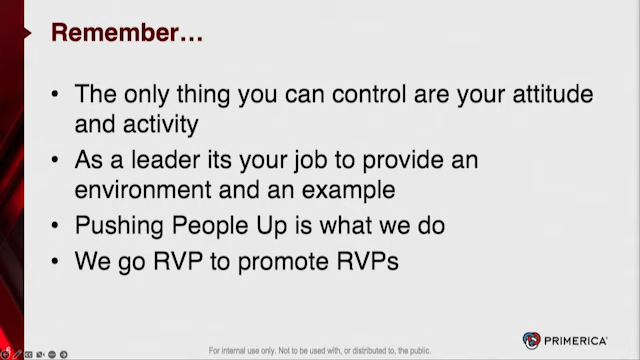 Remember…
• The only thing you can control are your attitude
and activity
• As a leader its your job to provide an
environment and an example
• Pushing People Up is what we do
• We go RVP to promote RVPs
For internal use only. Not to be used with, or distributed to, the public.
PRIMERICA